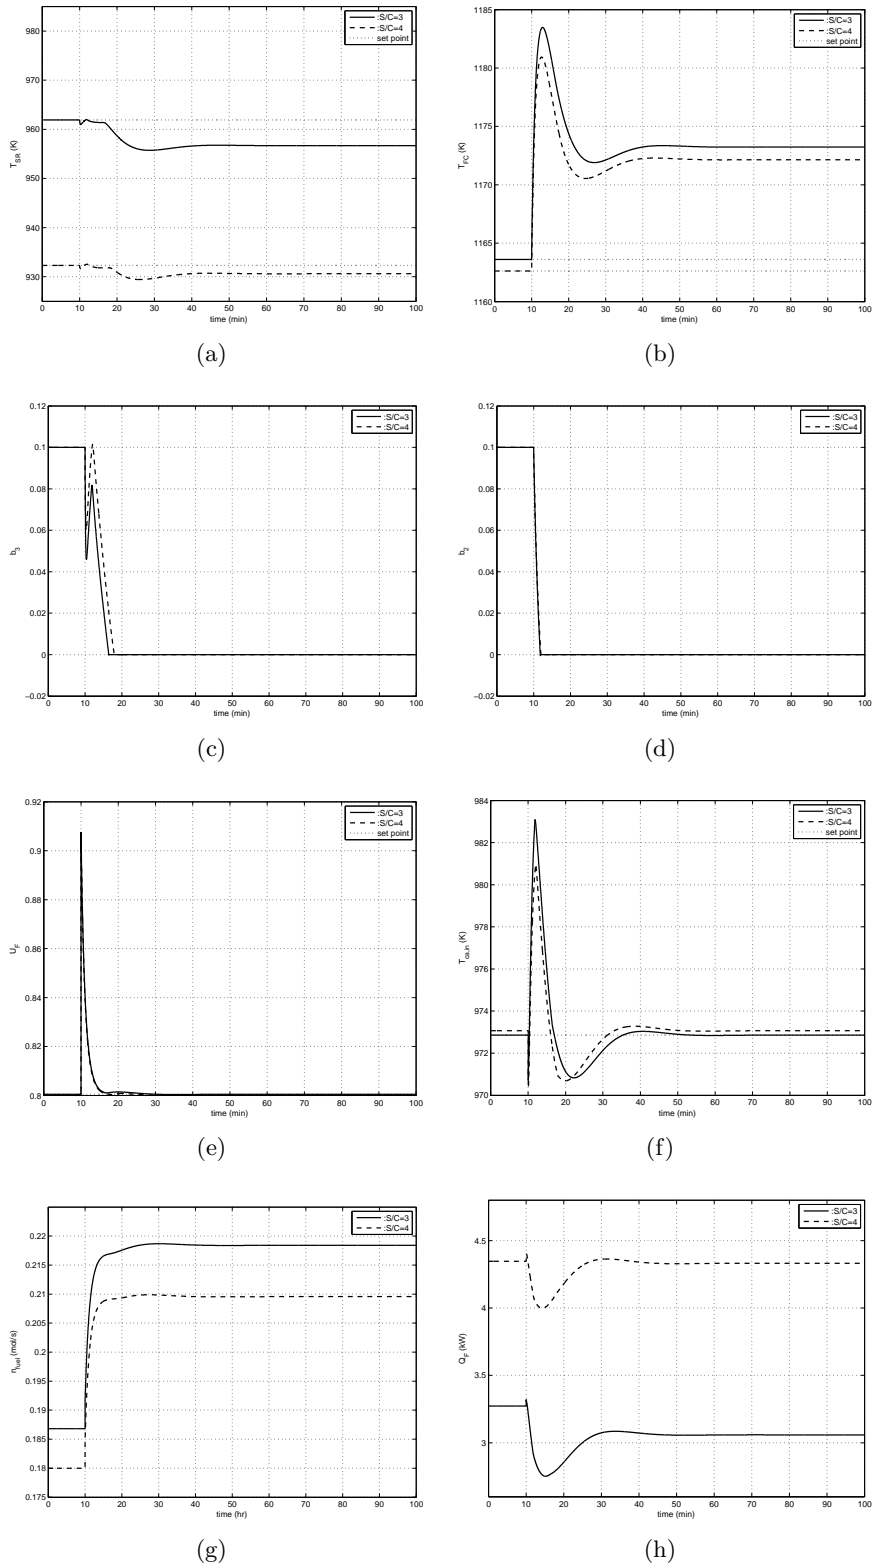 :S/C=3
:S/C=4
set point
985
980
970
960
950
940
930
T_SR (K)
0 10 20 30 40 50 60 70 80 90 100
time (min)
(a)
:S/C=3
:S/C=4
set point
1185
1180
1175
1170
1165
1160
T_FC (K)
0 10 20 30 40 50 60 70 80 90 100
time (min)
(b)
:S/C=3
:S/C=4
0.12
0.1
0.08
0.06
0.04
0.02
0
−0.02
b_3
0 10 20 30 40 50 60 70 80 90 100
time (min)
(c)
:S/C=3
:S/C=4
0.12
0.1
0.08
0.06
0.04
0.02
0
−0.02
b_2
0 10 20 30 40 50 60 70 80 90 100
time (min)
(d)
:S/C=3
:S/C=4
set point
0.92
0.9
0.88
0.86
0.84
0.82
0.8
U_F
0 10 20 30 40 50 60 70 80 90 100
time (min)
(e)
:S/C=3
:S/C=4
set point
984
982
980
978
976
974
972
970
T_ca,in (K)
0 10 20 30 40 50 60 70 80 90 100
time (min)
(f)
:S/C=3
:S/C=4
0.22
0.215
0.21
0.205
0.2
0.195
0.19
0.185
0.18
0.175
n_fuel (mol/s)
0 10 20 30 40 50 60 70 80 90 100
time (hr)
(g)
:S/C=3
:S/C=4
4.5
4
3.5
3
Q_F (kW)
0 10 20 30 40 50 60 70 80 90 100
time (min)
(h)